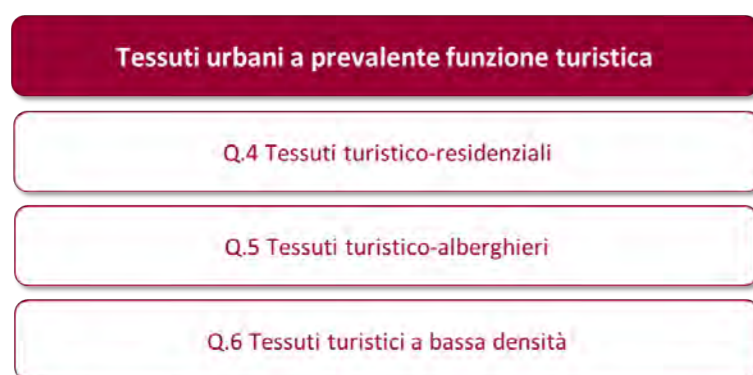 Tessuti urbani a prevalente funzione turistica
Q.4 Tessuti turistico-residenziali
Q.5 Tessuti turistico-alberghieri
Q.6 Tessuti turistici a bassa densità